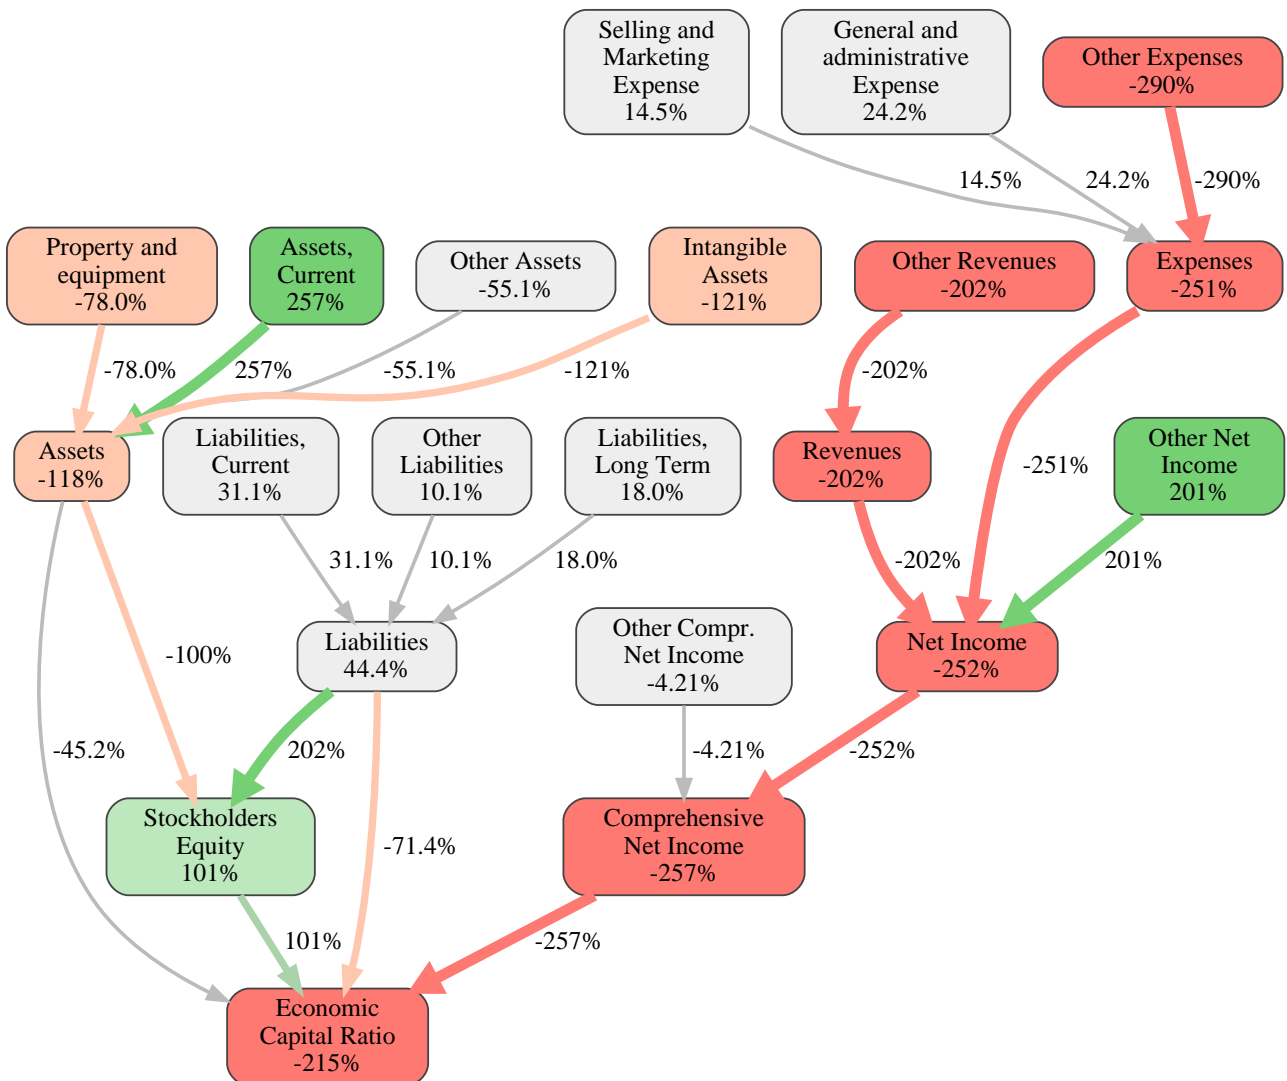 Selling and
Marketing
Expense
14.5%
General and
administrative
Expense
24.2%
Other Expenses
-290%
14.5%
24.2%
-290%
Property and
equipment
-78.0%
Assets,
Current
257%
Other Assets
-55.1%
Intangible
Assets
-121%
Other Revenues
-202%
Expenses
-251%
-78.0%
257%
-55.1%
-121%
-202%
Assets
-118%
Liabilities,
Current
31.1%
Other
Liabilities
10.1%
Liabilities,
Long Term
18.0%
Revenues
-202%
-251%
Other Net
Income
201%
31.1%
10.1%
18.0%
-202%
201%
-100%
Liabilities
44.4%
Other Compr.
Net Income
-4.21%
Net Income
-252%
-45.2%
202%
-4.21%
-252%
Stockholders
Equity
101%
-71.4%
Comprehensive
Net Income
-257%
101%
-257%
Economic
Capital Ratio
-215%